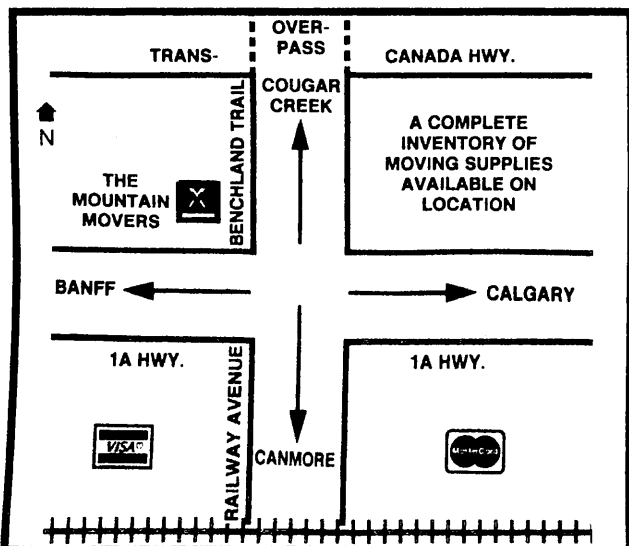 OVER-
PASS
TRANS-
CANADA HWY.
COUGAR
CREEK
N
BENCHLAND TRAIL
A COMPLETE
INVENTORY OF
MOVING SUPPLIES
AVAILABLE ON
LOCATION
THE
MOUNTAIN
MOVERS
BANFF
CALGARY
1A HWY.
1A HWY.
RAILWAY AVENUE
VISA
CANMORE
MasterCard